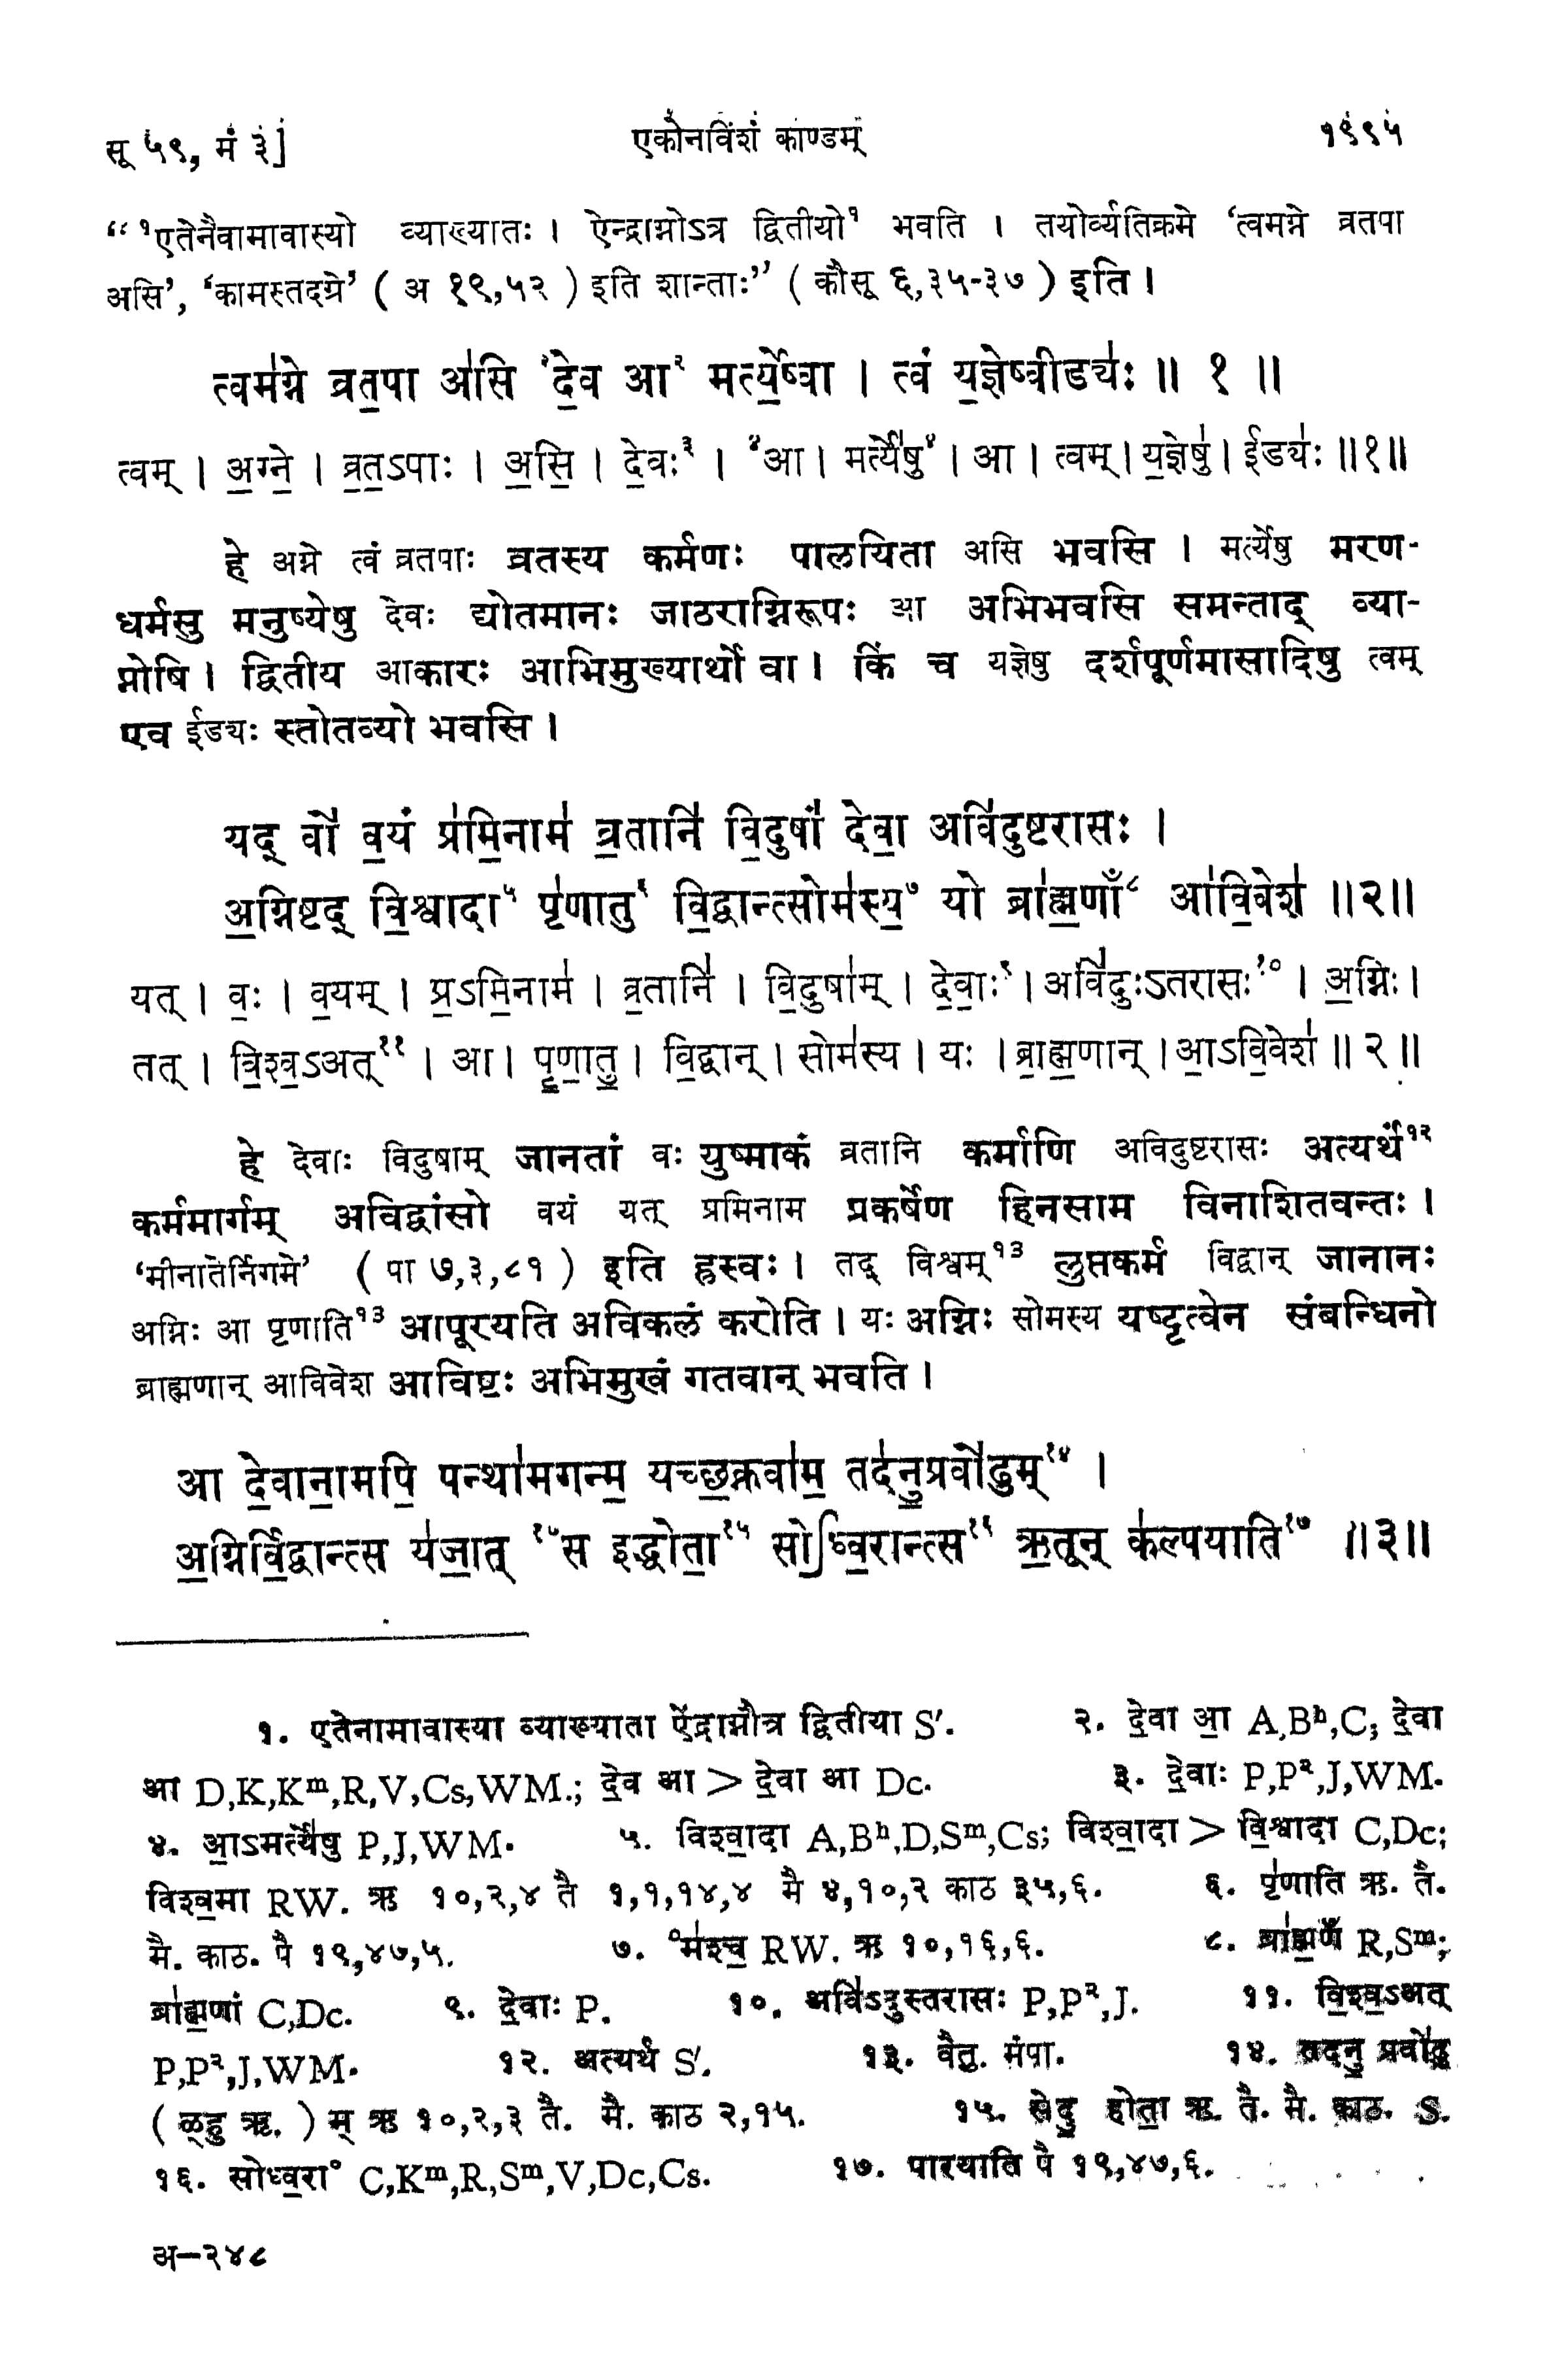 सू ५९, मं ३] एकोनविंशं काण्डम् १९९५
“ ¹एतेनैवामावास्यो व्याख्यातः । ऐन्द्राग्नोऽत्र द्वितीयो¹ भवति । तयोर्व्यतिक्रमे ‘त्वमग्ने व्रतपा
असि’, ‘कामस्तदग्रे’ ( अ १९,५२ ) इति शान्ताः” ( कौसू ६,३५-३७ ) इति ।
त्वम॑ग्ने व्रत॒पा अ॑सि ²दे॒व आ² मर्त्ये॒ष्वा । त्वं य॒ज्ञेष्वीड्यः॑ ॥ १ ॥
त्वम् । अ॒ग्ने॒ । व्र॒त॒ऽपाः । अ॒सि॒ । दे॒वः³ । ⁴आ । मर्त्ये॑षु⁴ । आ । त्वम् । य॒ज्ञेषु॑ । ईड्यः॑ ॥१॥
हे अग्ने त्वं व्रतपाः व्रतस्य कर्मणः पालयिता असि भवसि । मर्त्येषु मरण-
धर्मसु मनुष्येषु देवः द्योतमानः जाठराग्निरूपः आ अभिभवसि समन्ताद् व्या-
प्नोषि । द्वितीय आकारः आभिमुख्यार्थो वा । किं च यज्ञेषु दर्शपूर्णमासादिषु त्वम्
एव ईड्यः स्तोतव्यो भवसि ।
यद् वो॑ व॒यं प्र॑मि॒नाम॑ व्र॒तानि॑ वि॒दुषां॑ देवा॒ अवि॑दुष्टरासः ।
अ॒ग्निष्टद् वि॒श्वादा⁵ पृ॑णातु⁶ वि॒द्वान्त्सोम॑स्य॒⁷ यो ब्रा॑ह्म॒णाँ⁸ आ॑वि॒वेश॑ ॥२॥
यत् । वः॒ । व॒यम् । प्र॒ऽमि॒नाम॑ । व्र॒तानि॑ । वि॒दुषा॑म् । दे॒वाः॒⁹ । अवि॑दुःऽतरासः¹⁰ । अ॒ग्निः ।
तत् । वि॒श्व॒ऽअत्¹¹ । आ । पृ॒णा॒तु॒ । वि॒द्वान् । सोम॑स्य । यः । ब्रा॒ह्म॒णान् । आ॒ऽवि॒वेश॑ ॥ २ ॥
हे देवाः विदुषाम् जानतां वः युष्माकं व्रतानि कर्माणि अविदुष्टरासः अत्यर्थं¹²
कर्ममार्गम् अविद्वांसो वयं यत् प्रमिनाम प्रकर्षेण हिनसाम विनाशितवन्तः ।
‘मीनातेर्निगमे’ ( पा ७,३,८१ ) इति ह्रस्वः । तद् विश्वम्¹³ लुप्तकर्म विद्वान् जानानः
अग्निः आ पृणाति¹³ आपूरयति अविकलं करोति । यः अग्निः सोमस्य यष्टृत्वेन संबन्धिनो
ब्राह्मणान् आविवेश आविष्टः अभिमुखं गतवान् भवति ।
आ दे॒वाना॒मपि॒ पन्था॑मगन्म॒ यच्छ॒क्नवा॑म॒ तद॑नु॒प्रवो॑ढुम्¹⁴ ।
अ॒ग्निर्वि॒द्वान्त्स य॑जा॒त् ¹⁵स इद्धोता॒¹⁵ सोऽध्व॒रान्त्स¹⁶ ऋ॒तून् क॑ल्पयाति¹⁷ ॥३॥
१. एतेनामावास्या व्याख्याता ऐंद्राग्नौत्र द्वितीया S′. २. दे॒वा आ॒ A,Bʰ,C; दे॒वा
आ D,K,Kᵐ,R,V,Cs,WM.; दे॒व आ > दे॒वा आ Dc. ३. दे॒वाः P,P²,J,WM.
४. आ॒ऽमर्त्ये॑षु P,J,WM. ५. विश्वा॒दा A,Bʰ,D,Sᵐ,Cs; विश्वा॒दा > वि॒श्वादा C,Dc;
विश्व॒मा RW. ऋ १०,२,४ तै १,१,१४,४ मै ४,१०,२ काठ ३५,६. ६. पृ॑णाति ऋ. तै.
मै. काठ. पै १९,४७,५. ७. °म॑श्च॒ RW. ऋ १०,१६,६. ८. ब्रा॑ह्म॒णँ R,Sᵐ;
ब्रा॑ह्म॒णां C,Dc. ९. दे॒वाः P. १०. अवि॑ऽदुस्तरासः P,P²,J. ११. वि॒श्व॒ऽअत्
P,P²,J,WM. १२. अत्यर्थ S′. १३. वैतु. मंपा. १४. तदनु॒ प्रवो॑ढु
( ळ्हु ऋ. ) म् ऋ १०,२,३ तै. मै. काठ २,१५. १५. सेदु॒ होता॒ ऋ. तै. मै. काठ. S.
१६. सोध्व॒रा° C,Kᵐ,R,Sᵐ,V,Dc,Cs. १७. पारयाति पै १९,४७,६.
अ–२४८